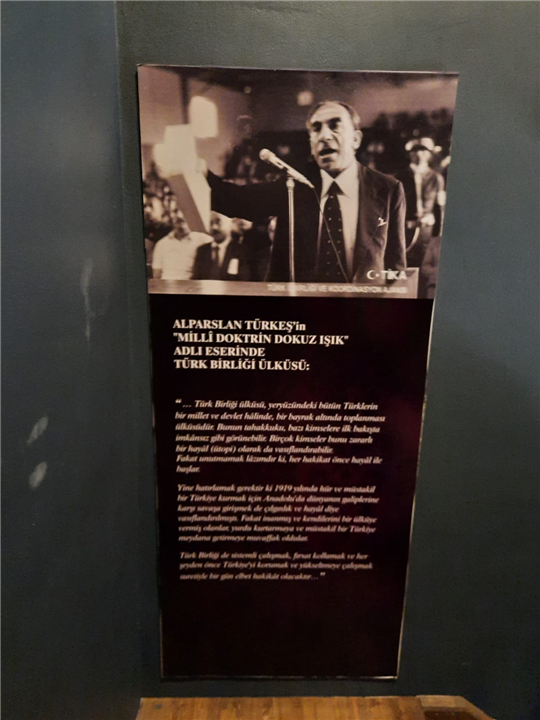 TİKA
TÜRK İŞBİRLİĞİ VE KOORDİNASYON AJANSI
ALPARSLAN TÜRKEŞ'in
"MİLLÎ DOKTRİN DOKUZ IŞIK"
ADLI ESERİNDE
TÜRK BİRLİĞİ ÜLKÜSÜ:
“ ... Türk Birliği ülküsü, yeryüzündeki bütün Türklerin
bir millet ve devlet hâlinde, bir bayrak altında toplanması
ülküsüdür. Bunun tahakkuku, bazı kimselere ilk bakışta
imkânsız gibi görünebilir. Birçok kimseler bunu zararlı
bir hayâl (ütopi) olarak da vasıflandırabilir.
Fakat unutmamak lâzımdır ki, her hakikat önce hayâl ile
başlar.
Yine hatırlamak gerektir ki 1919 yılında hür ve müstakil
bir Türkiye kurmak için Anadolu'da dünyanın galiplerine
karşı savaşa girişmek de çılgınlık ve hayâl diye
vasıflandırılmıştı. Fakat inanmış ve kendilerini bir ülküye
vermiş olanlar, yurdu kurtarmaya ve müstakil bir Türkiye
meydana getirmeye muvaffak oldular.
Türk Birliği de sistemli çalışmak, fırsat kollamak ve her
şeyden önce Türkiye'yi korumak ve yükseltmeye çalışmak
suretiyle bir gün elbet hakikât olacaktır... ”